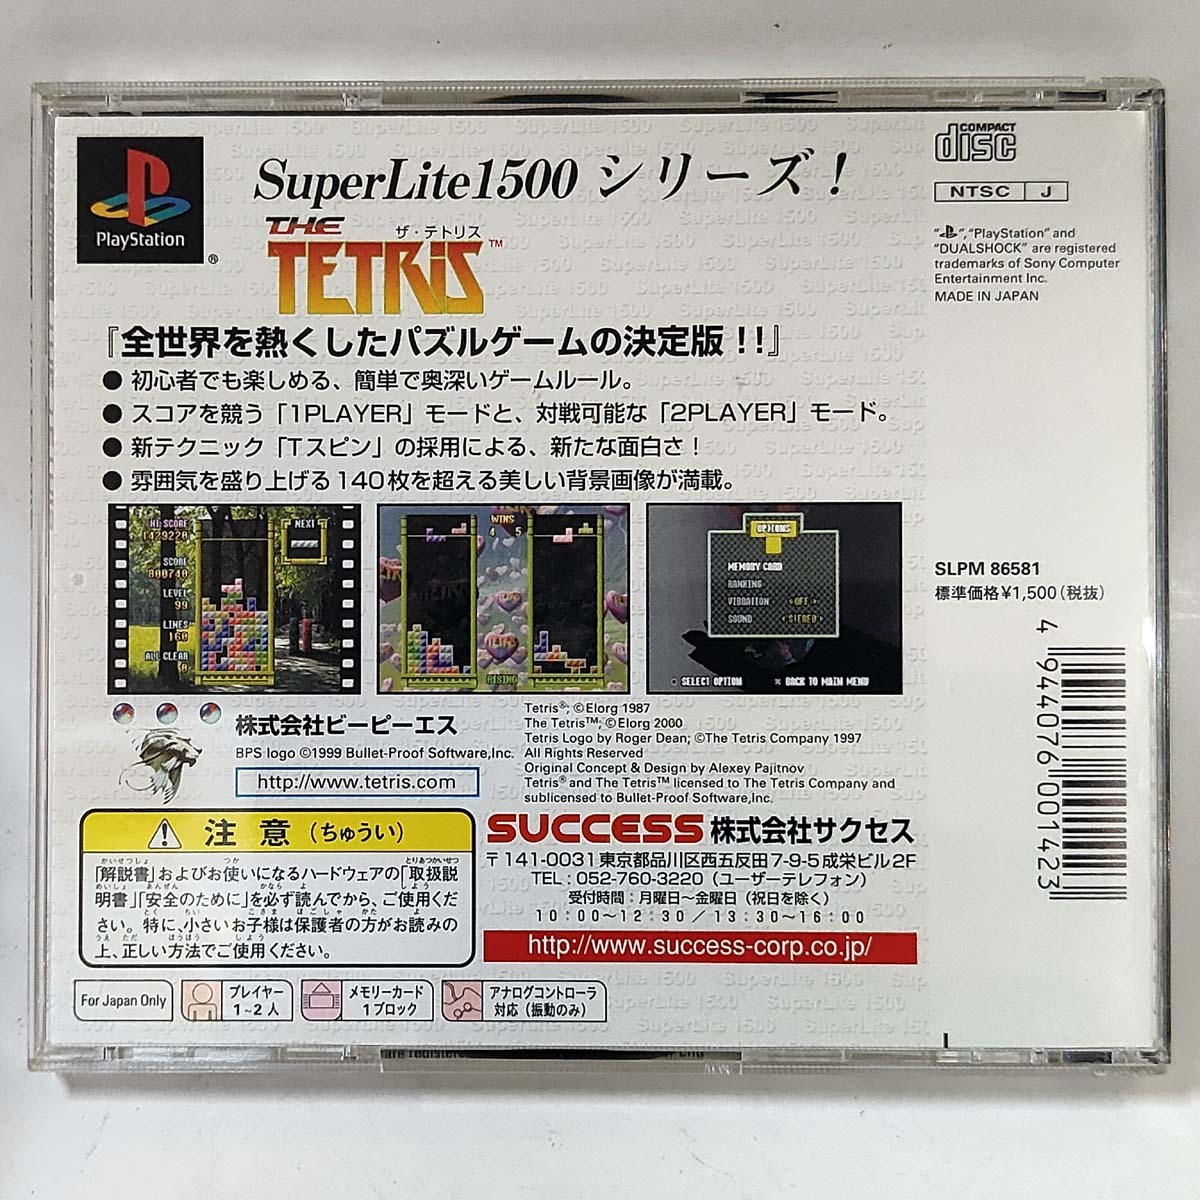 SuperLite1500 シリーズ！
PlayStation
®
THE
TETRiS™
ザ・テトリス
『全世界を熱くしたパズルゲームの決定版！！』
● 初心者でも楽しめる、簡単で奥深いゲームルール。
● スコアを競う「1PLAYER」モードと、対戦可能な「2PLAYER」モード。
● 新テクニック「Tスピン」の採用による、新たな面白さ！
● 雰囲気を盛り上げる140枚を超える美しい背景画像が満載。
COMPACT
disc
NTSC J
" ","PlayStation" and
"DUALSHOCK" are registered
trademarks of Sony Computer
Entertainment Inc.
MADE IN JAPAN
HI SCORE
1429220
SCORE
800740
LEVEL
99
LINES
160
ALL CLEAR
0
NEXT
WINS
4 5
RISING
OPTIONS
MEMORY CARD
RANKING
VIBRATION OFF
SOUND STEREO
SELECT OPTION × BACK TO MAIN MENU
SLPM 86581
標準価格¥1,500(税抜)
4 944076 001423
株式会社ビーピーエス
BPS logo ©1999 Bullet-Proof Software,Inc.
http://www.tetris.com
Tetris®; ©Elorg 1987
The Tetris™; ©Elorg 2000
Tetris Logo by Roger Dean; ©The Tetris Company 1997
All Rights Reserved
Original Concept & Design by Alexey Pajitnov
Tetris® and The Tetris™ licensed to The Tetris Company and
sublicensed to Bullet-Proof Software,Inc.
注意(ちゅうい)
「解説書」およびお使いになるハードウェアの「取扱説
明書」「安全のために」を必ず読んでから、ご使用くだ
さい。特に、小さいお子様は保護者の方がお読みの
上、正しい方法でご使用ください。
SUCCESS 株式会社サクセス
〒141-0031 東京都品川区西五反田7-9-5成栄ビル2F
TEL:052-760-3220(ユーザーテレフォン)
受付時間：月曜日〜金曜日(祝日を除く)
10:00〜12:30／13:30〜16:00
http://www.success-corp.co.jp/
For Japan Only
プレイヤー
1~2人
メモリーカード
1ブロック
アナログコントローラ
対応(振動のみ)